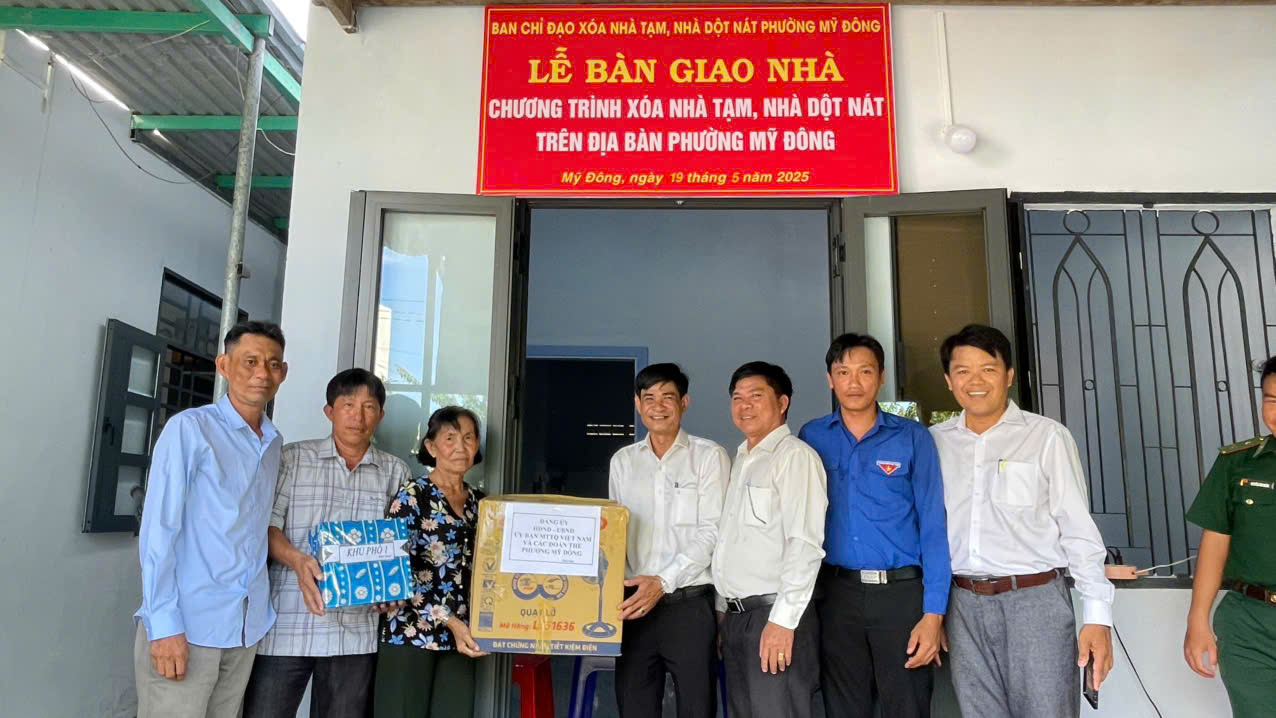 BAN CHỈ ĐẠO XÓA NHÀ TẠM, NHÀ DỘT NÁT PHƯỜNG MỸ ĐÔNG
LỄ BÀN GIAO NHÀ
CHƯƠNG TRÌNH XÓA NHÀ TẠM, NHÀ DỘT NÁT
TRÊN ĐỊA BÀN PHƯỜNG MỸ ĐÔNG
Mỹ Đông, ngày 19 tháng 5 năm 2025
KHU PHỐ 1
ĐẢNG ỦY
HĐND - UBND
ỦY BAN MTTQ VIỆT NAM
VÀ CÁC ĐOÀN THỂ
PHƯỜNG MỸ ĐÔNG
QUẠT LỬ
Mã Hàng:
1636
ĐẠT CHỨNG
TIẾT KIỆM ĐIỆN